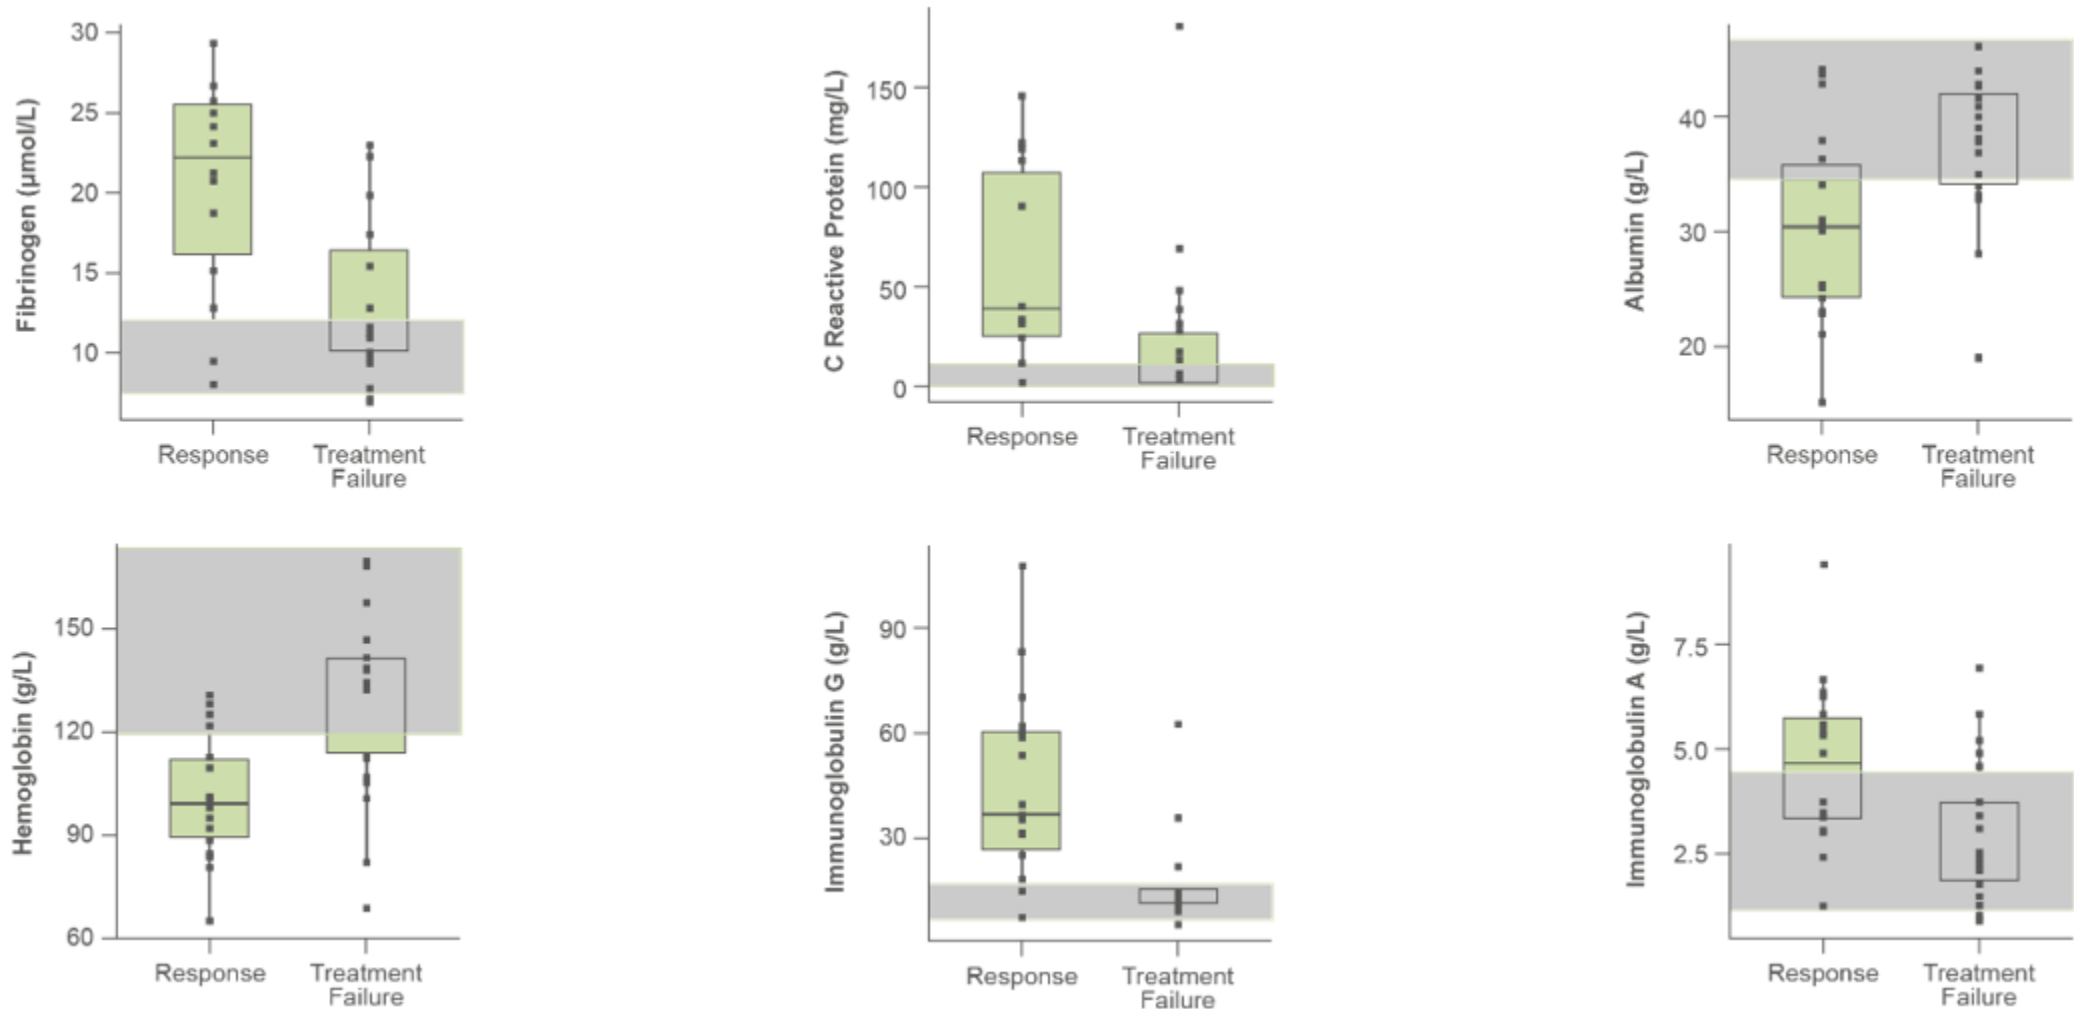 Fibrinogen (µmol/L)
30
25
20
15
10
Response
Treatment
Failure
C Reactive Protein (mg/L)
150
100
50
0
Response
Treatment
Failure
Albumin (g/L)
40
30
20
Response
Treatment
Failure
Hemoglobin (g/L)
150
120
90
60
Response
Treatment
Failure
Immunoglobulin G (g/L)
90
60
30
Response
Treatment
Failure
Immunoglobulin A (g/L)
7.5
5.0
2.5
Response
Treatment
Failure